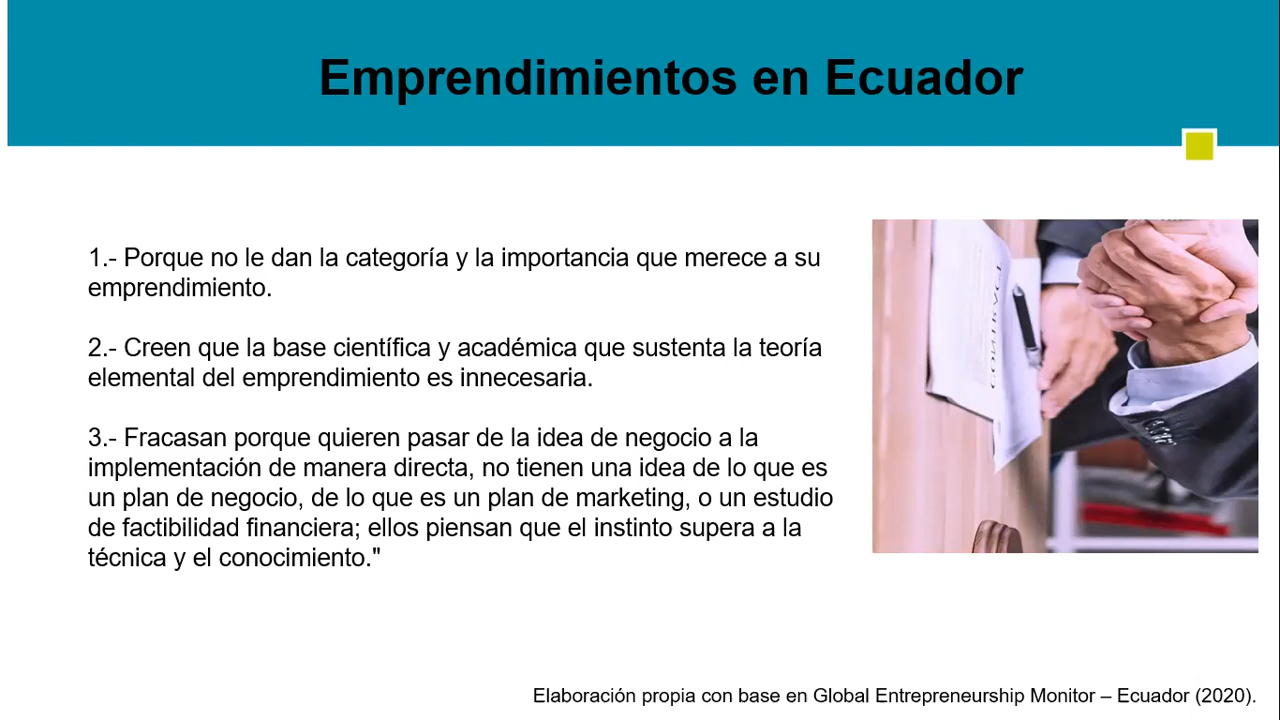 Emprendimientos en Ecuador
1.- Porque no le dan la categoría y la importancia que merece a su
emprendimiento.
2.- Creen que la base científica y académica que sustenta la teoría
elemental del emprendimiento es innecesaria.
3.- Fracasan porque quieren pasar de la idea de negocio a la
implementación de manera directa, no tienen una idea de lo que es
un plan de negocio, de lo que es un plan de marketing, o un estudio
de factibilidad financiera; ellos piensan que el instinto supera a la
técnica y el conocimiento."
CONTRACT
Elaboración propia con base en Global Entrepreneurship Monitor – Ecuador (2020).